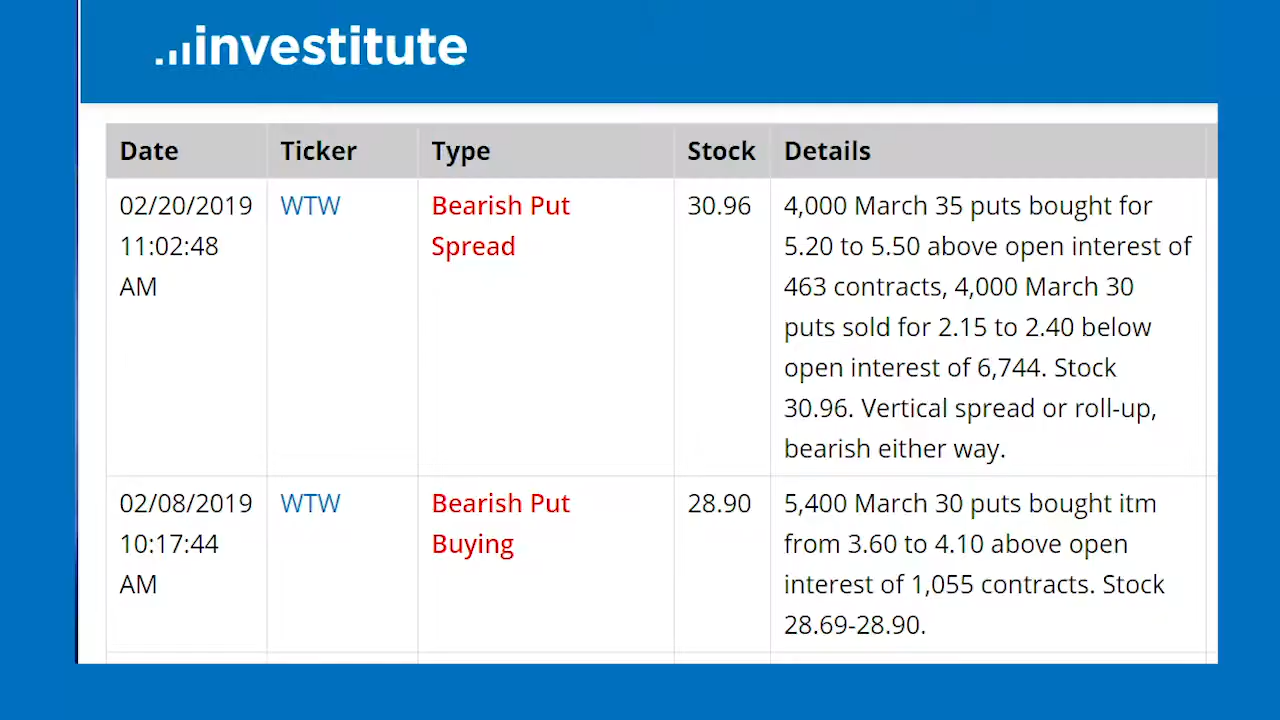 investitute
Date Ticker Type Stock Details
02/20/2019 WTW Bearish Put 30.96 4,000 March 35 puts bought for
11:02:48 Spread 5.20 to 5.50 above open interest of
AM 463 contracts, 4,000 March 30
puts sold for 2.15 to 2.40 below
open interest of 6,744. Stock
30.96. Vertical spread or roll-up,
bearish either way.
02/08/2019 WTW Bearish Put 28.90 5,400 March 30 puts bought itm
10:17:44 Buying from 3.60 to 4.10 above open
AM interest of 1,055 contracts. Stock
28.69-28.90.